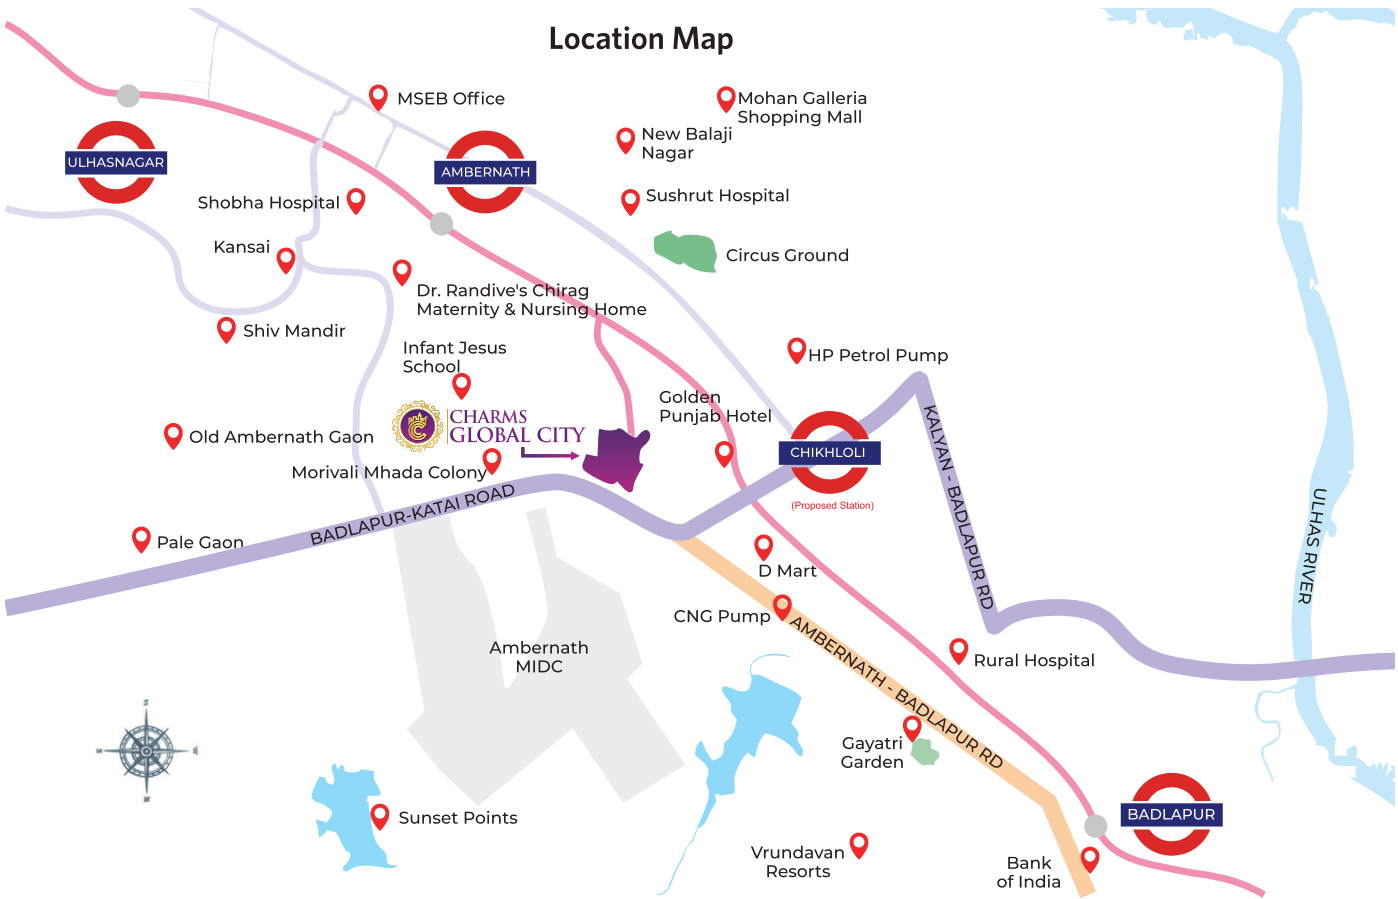 Location Map
MSEB Office
Mohan Galleria
Shopping Mall
New Balaji
Nagar
ULHASNAGAR
AMBERNATH
Shobha Hospital
Sushrut Hospital
Kansai
Circus Ground
Dr. Randive's Chirag
Maternity & Nursing Home
Shiv Mandir
Infant Jesus
School
HP Petrol Pump
Golden
Punjab Hotel
CHARMS
GLOBAL CITY
Old Ambernath Gaon
Morivali Mhada Colony
CHIKHLOLI
(Proposed Station)
KALYAN - BADLAPUR RD
BADLAPUR-KATAI ROAD
ULHAS RIVER
Pale Gaon
D Mart
CNG Pump
AMBERNATH - BADLAPUR RD
Ambernath
MIDC
Rural Hospital
Gayatri
Garden
Sunset Points
BADLAPUR
Vrundavan
Resorts
Bank
of India